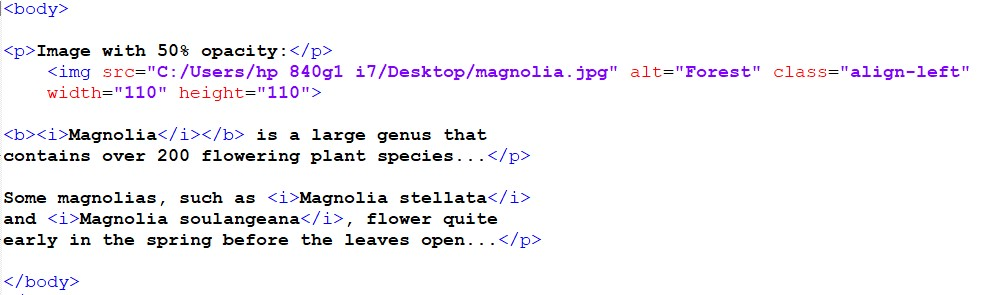 <body>
<p>Image with 50% opacity:</p>
<img src="C:/Users/hp 840g1 i7/Desktop/magnolia.jpg" alt="Forest" class="align-left"
width="110" height="110">
<b><i>Magnolia</i></b> is a large genus that
contains over 200 flowering plant species...</p>
Some magnolias, such as <i>Magnolia stellata</i>
and <i>Magnolia soulangeana</i>, flower quite
early in the spring before the leaves open...</p>
</body>